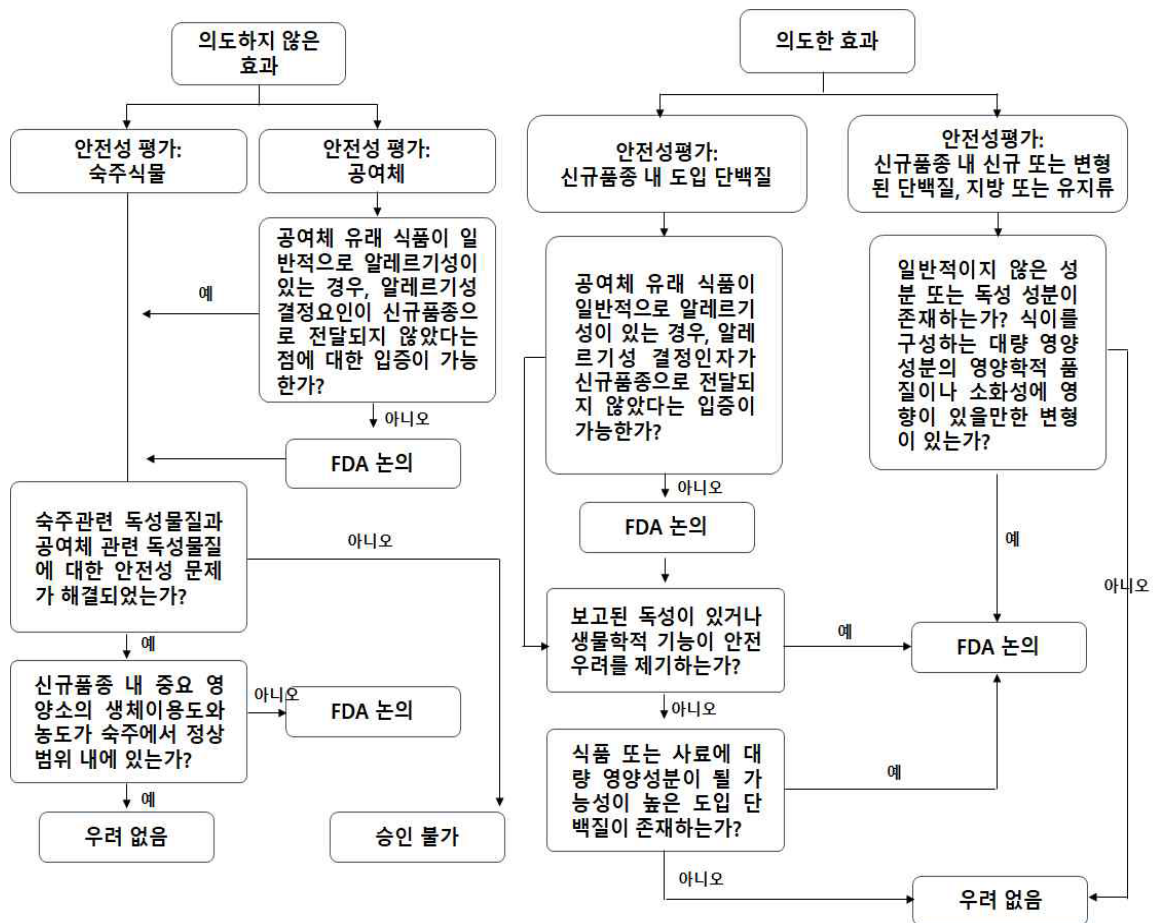 의도하지 않은
효과
안전성 평가:
숙주식물
안전성 평가:
공여체
공여체 유래 식품이 일
반적으로 알레르기성이
있는 경우, 알레르기성
결정요인이 신규품종으
로 전달되지 않았다는
점에 대한 입증이 가능
한가?
예
아니오
FDA 논의
숙주관련 독성물질과
공여체 관련 독성물질
에 대한 안전성 문제
가 해결되었는가?
아니오
예
신규품종 내 중요 영
양소의 생체이용도와
농도가 숙주에서 정상
범위 내에 있는가?
아니오
FDA 논의
예
우려 없음
승인 불가
의도한 효과
안전성평가:
신규품종 내 도입 단백질
안전성 평가:
신규품종 내 신규 또는 변형
된 단백질, 지방 또는 유지류
공여체 유래 식품이
일반적으로 알레르기
성이 있는 경우, 알레
르기성 결정인자가
신규품종으로 전달되
지 않았다는 입증이
가능한가?
아니오
FDA 논의
일반적이지 않은 성
분 또는 독성 성분이
존재하는가? 식이를
구성하는 대량 영양
성분의 영양학적 품
질이나 소화성에 영
향이 있을만한 변형
이 있는가?
예
아니오
보고된 독성이 있거나
생물학적 기능이 안전
우려를 제기하는가?
예
FDA 논의
아니오
식품 또는 사료에 대
량 영양성분이 될 가
능성이 높은 도입 단
백질이 존재하는가?
예
아니오
우려 없음